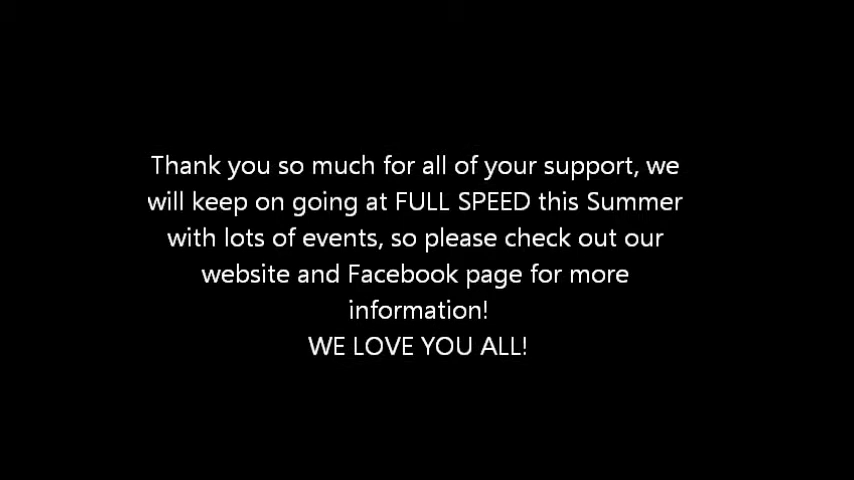 Thank you so much for all of your support, we
will keep on going at FULL SPEED this Summer
with lots of events, so please check out our
website and Facebook page for more
information!
WE LOVE YOU ALL!